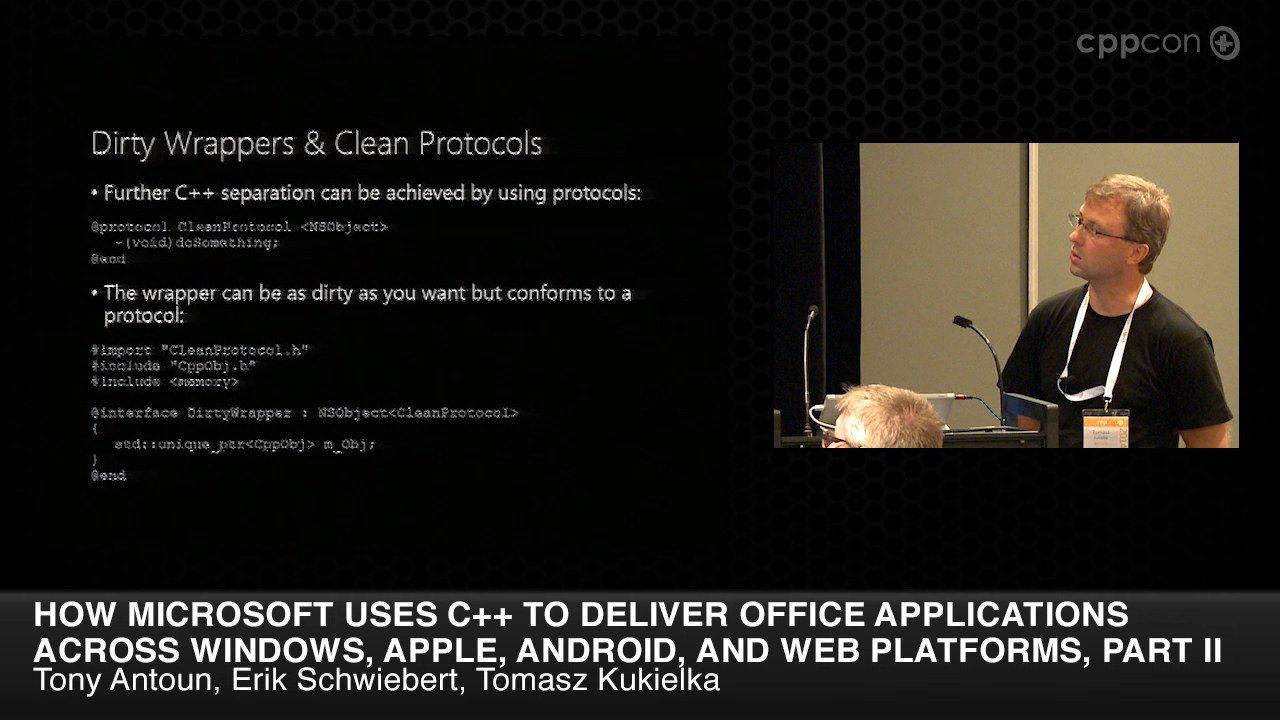 cppcon
Dirty Wrappers & Clean Protocols
• Further C++ separation can be achieved by using protocols:
@protocol CleanProtocol <NSObject>
-(void)doSomething;
@end
• The wrapper can be as dirty as you want but conforms to a
protocol:
#import "CleanProtocol.h"
#include "CppObj.h"
#include <memory>
@interface DirtyWrapper : NSObject<CleanProtocol>
{
std::unique_ptr<CppObj> m_Obj;
}
@end
HOW MICROSOFT USES C++ TO DELIVER OFFICE APPLICATIONS
ACROSS WINDOWS, APPLE, ANDROID, AND WEB PLATFORMS, PART II
Tony Antoun, Erik Schwiebert, Tomasz Kukielka